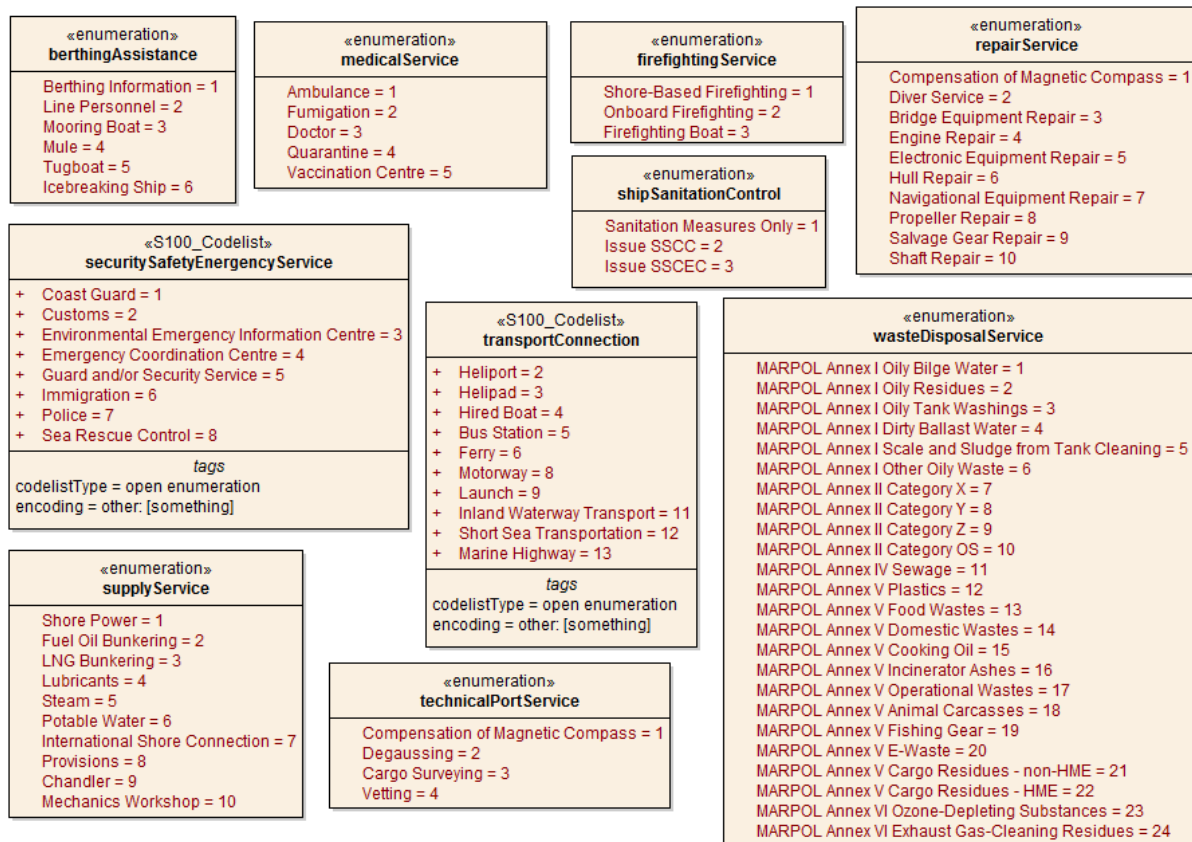 «enumeration»
berthingAssistance
Berthing Information = 1
Line Personnel = 2
Mooring Boat = 3
Mule = 4
Tugboat = 5
Icebreaking Ship = 6
«enumeration»
medicalService
Ambulance = 1
Fumigation = 2
Doctor = 3
Quarantine = 4
Vaccination Centre = 5
«enumeration»
firefightingService
Shore-Based Firefighting = 1
Onboard Firefighting = 2
Firefighting Boat = 3
«enumeration»
repairService
Compensation of Magnetic Compass = 1
Diver Service = 2
Bridge Equipment Repair = 3
Engine Repair = 4
Electronic Equipment Repair = 5
Hull Repair = 6
Navigational Equipment Repair = 7
Propeller Repair = 8
Salvage Gear Repair = 9
Shaft Repair = 10
«enumeration»
shipSanitationControl
Sanitation Measures Only = 1
Issue SSCC = 2
Issue SSCEC = 3
«S100_Codelist»
securitySafetyEmergencyService
+ Coast Guard = 1
+ Customs = 2
+ Environmental Emergency Information Centre = 3
+ Emergency Coordination Centre = 4
+ Guard and/or Security Service = 5
+ Immigration = 6
+ Police = 7
+ Sea Rescue Control = 8
tags
codelistType = open enumeration
encoding = other: [something]
«S100_Codelist»
transportConnection
+ Heliport = 2
+ Helipad = 3
+ Hired Boat = 4
+ Bus Station = 5
+ Ferry = 6
+ Motorway = 8
+ Launch = 9
+ Inland Waterway Transport = 11
+ Short Sea Transportation = 12
+ Marine Highway = 13
tags
codelistType = open enumeration
encoding = other: [something]
«enumeration»
wasteDisposalService
MARPOL Annex I Oily Bilge Water = 1
MARPOL Annex I Oily Residues = 2
MARPOL Annex I Oily Tank Washings = 3
MARPOL Annex I Dirty Ballast Water = 4
MARPOL Annex I Scale and Sludge from Tank Cleaning = 5
MARPOL Annex I Other Oily Waste = 6
MARPOL Annex II Category X = 7
MARPOL Annex II Category Y = 8
MARPOL Annex II Category Z = 9
MARPOL Annex II Category OS = 10
MARPOL Annex IV Sewage = 11
MARPOL Annex V Plastics = 12
MARPOL Annex V Food Wastes = 13
MARPOL Annex V Domestic Wastes = 14
MARPOL Annex V Cooking Oil = 15
MARPOL Annex V Incinerator Ashes = 16
MARPOL Annex V Operational Wastes = 17
MARPOL Annex V Animal Carcasses = 18
MARPOL Annex V Fishing Gear = 19
MARPOL Annex V E-Waste = 20
MARPOL Annex V Cargo Residues - non-HME = 21
MARPOL Annex V Cargo Residues - HME = 22
MARPOL Annex VI Ozone-Depleting Substances = 23
MARPOL Annex VI Exhaust Gas-Cleaning Residues = 24
«enumeration»
supplyService
Shore Power = 1
Fuel Oil Bunkering = 2
LNG Bunkering = 3
Lubricants = 4
Steam = 5
Potable Water = 6
International Shore Connection = 7
Provisions = 8
Chandler = 9
Mechanics Workshop = 10
«enumeration»
technicalPortService
Compensation of Magnetic Compass = 1
Degaussing = 2
Cargo Surveying = 3
Vetting = 4